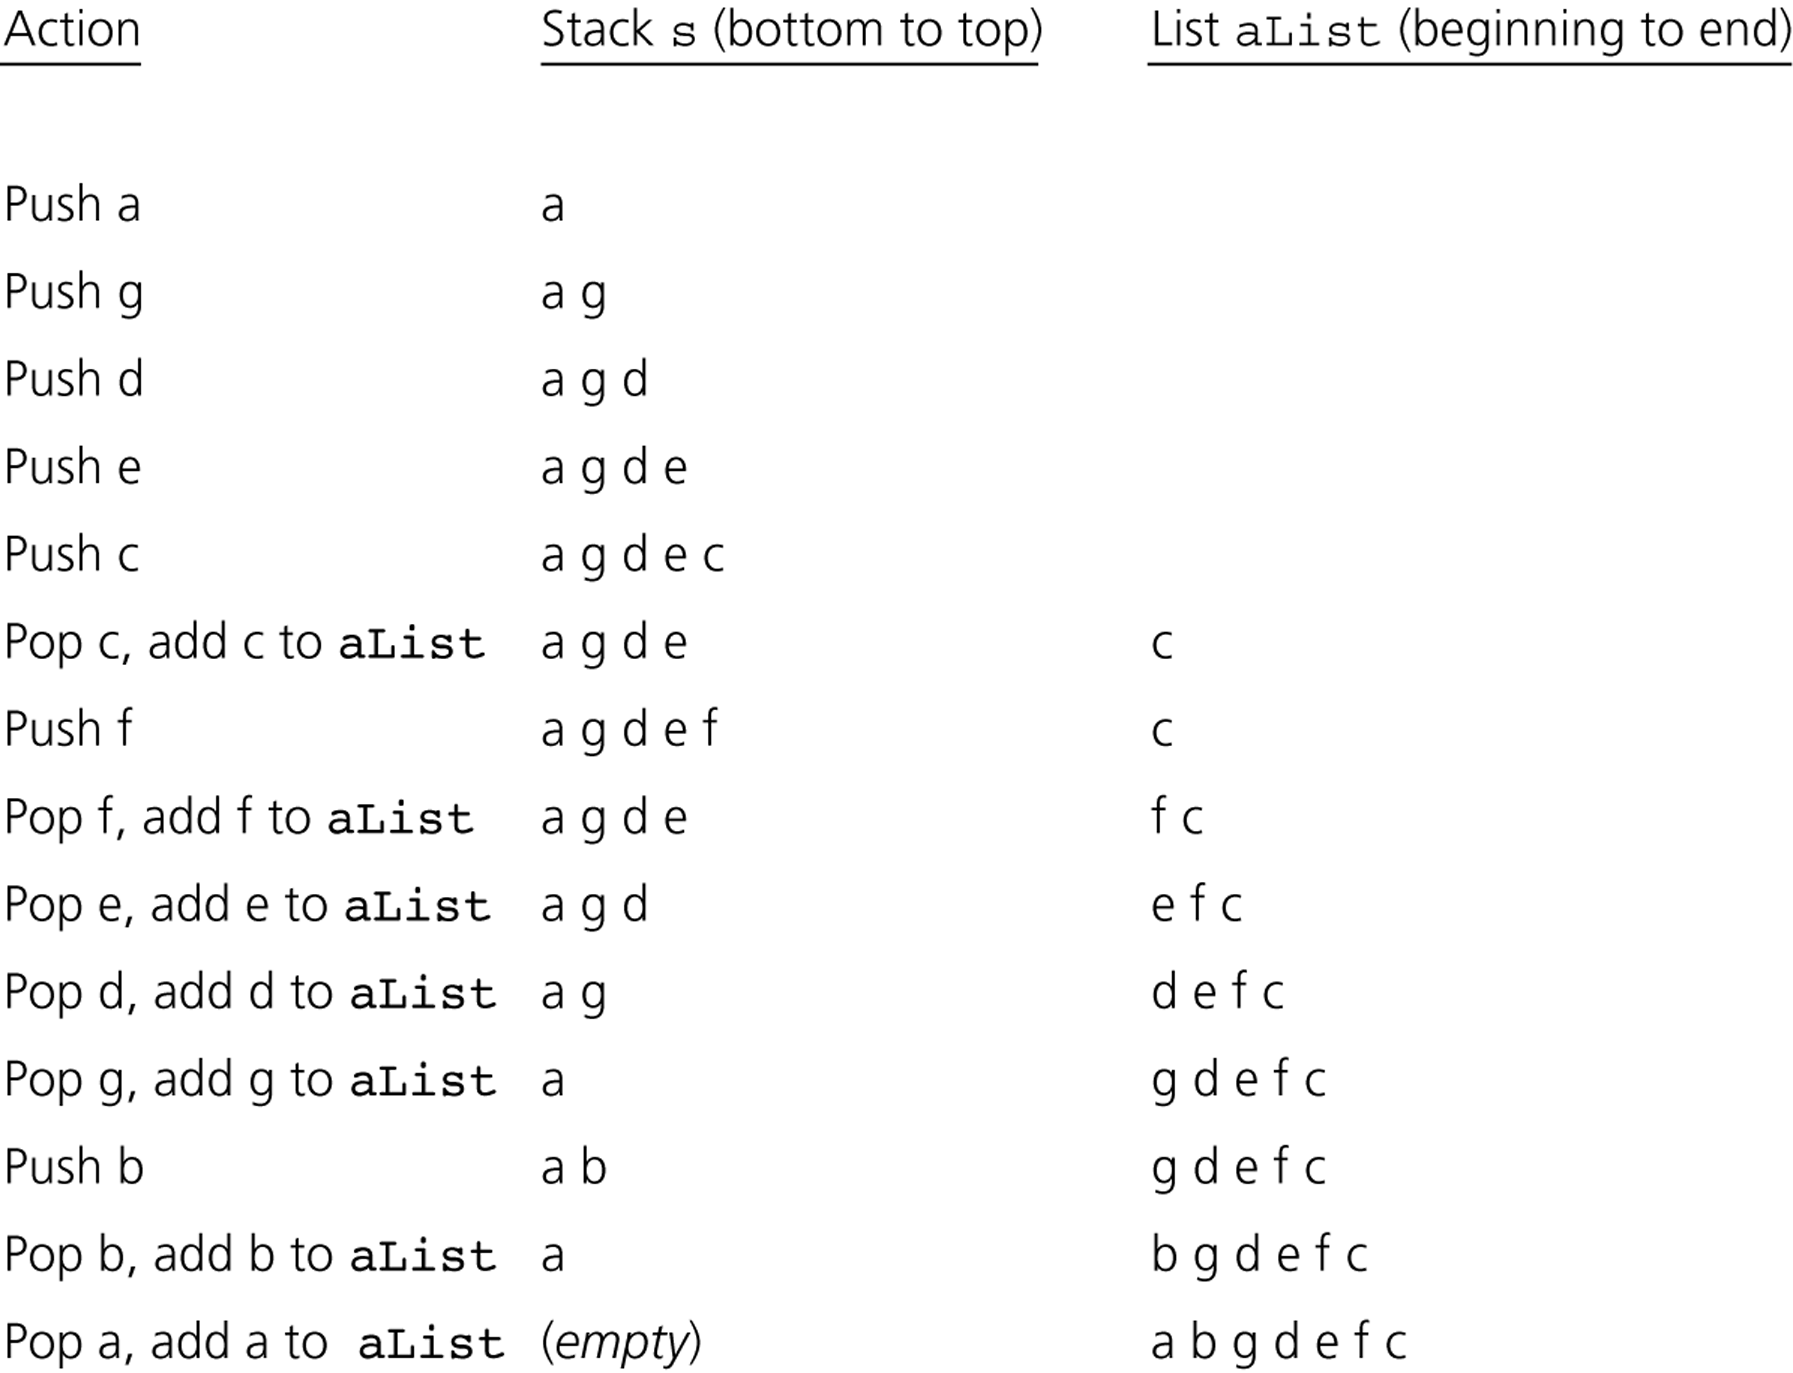 Action Stack s (bottom to top) List aList (beginning to end)
Push a a
Push g a g
Push d a g d
Push e a g d e
Push c a g d e c
Pop c, add c to aList a g d e c
Push f a g d e f c
Pop f, add f to aList a g d e f c
Pop e, add e to aList a g d e f c
Pop d, add d to aList a g d e f c
Pop g, add g to aList a g d e f c
Push b a b g d e f c
Pop b, add b to aList a b g d e f c
Pop a, add a to aList (empty) a b g d e f c